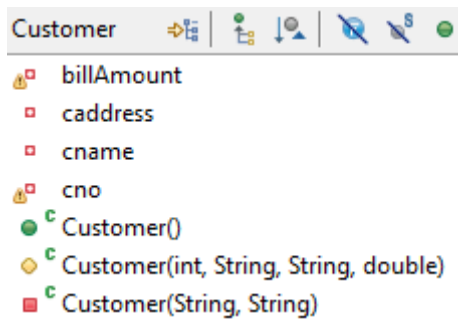 Customer
billAmount
caddress
cname
cno
Customer()
Customer(int, String, String, double)
Customer(String, String)